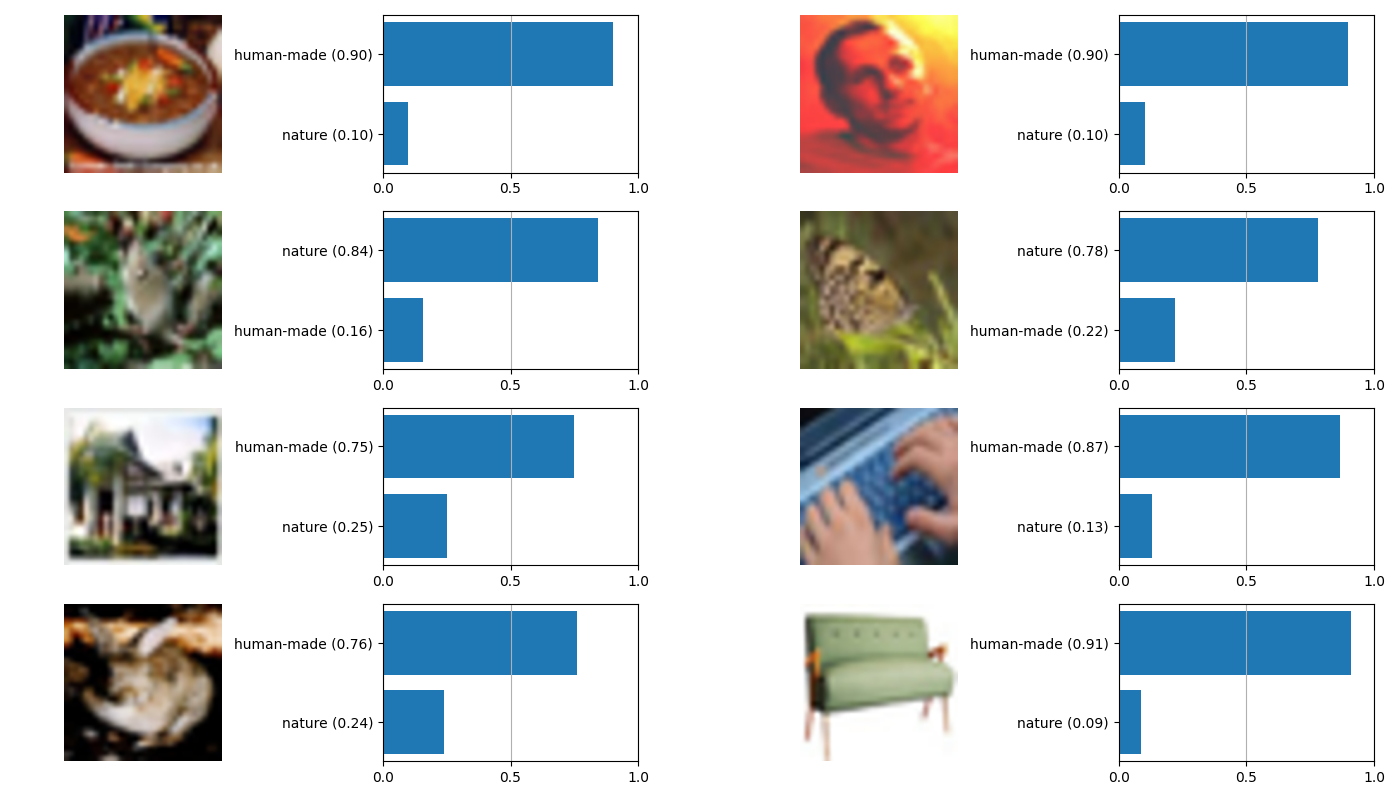 human-made (0.90)
nature (0.10)
0.0 0.5 1.0
human-made (0.90)
nature (0.10)
0.0 0.5 1.0
nature (0.84)
human-made (0.16)
0.0 0.5 1.0
nature (0.78)
human-made (0.22)
0.0 0.5 1.0
human-made (0.75)
nature (0.25)
0.0 0.5 1.0
human-made (0.87)
nature (0.13)
0.0 0.5 1.0
human-made (0.76)
nature (0.24)
0.0 0.5 1.0
human-made (0.91)
nature (0.09)
0.0 0.5 1.0